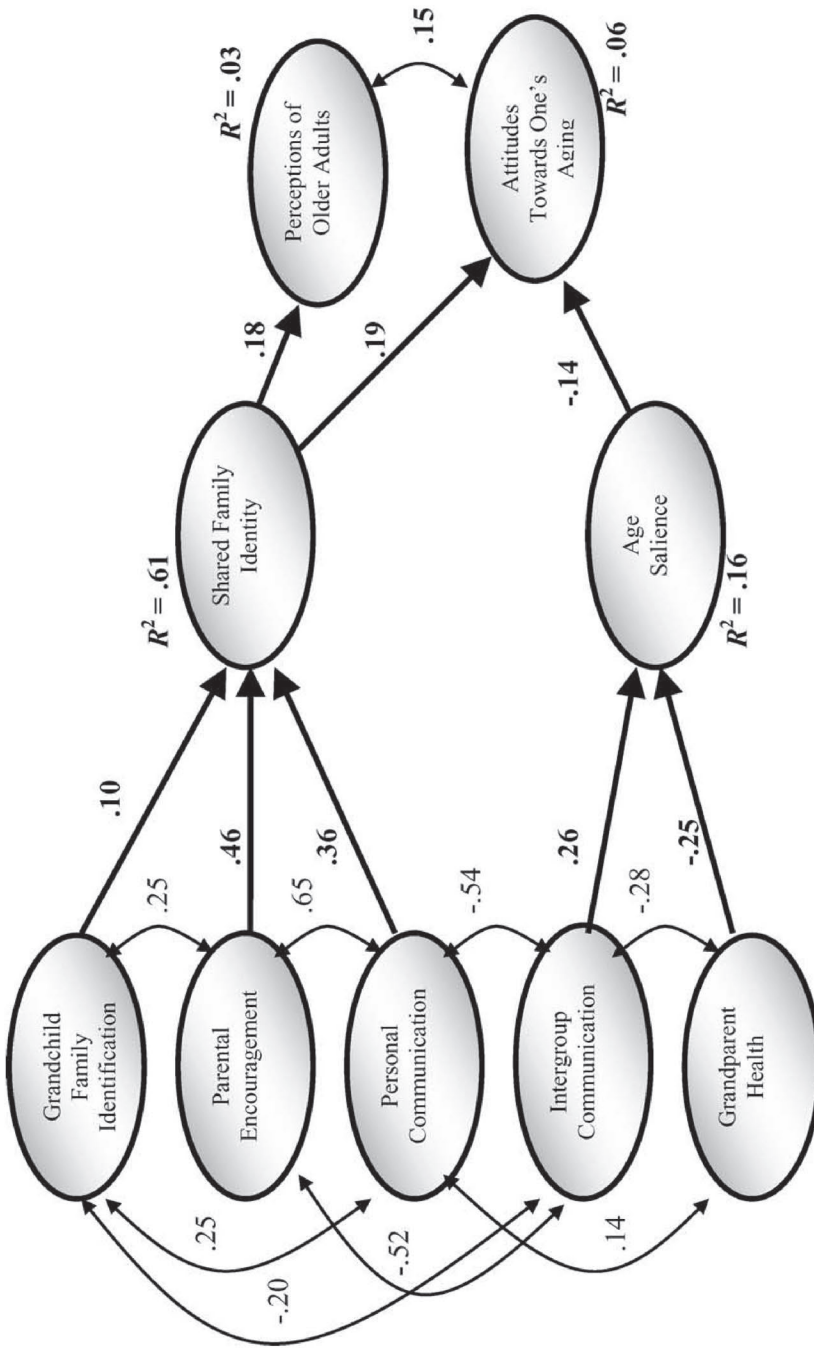 Grandchild
Family
Identification
Parental
Encouragement
Personal
Communication
Intergroup
Communication
Grandparent
Health
-.20
.25
-.52
.14
.25
.65
-.54
-.28
.10
.46
.36
.26
-.25
R² = .61
Shared Family
Identity
Age
Salience
R² = .16
.18
.19
-.14
R² = .03
Perceptions of
Older Adults
.15
Attitudes
Towards One's
Aging
R² = .06